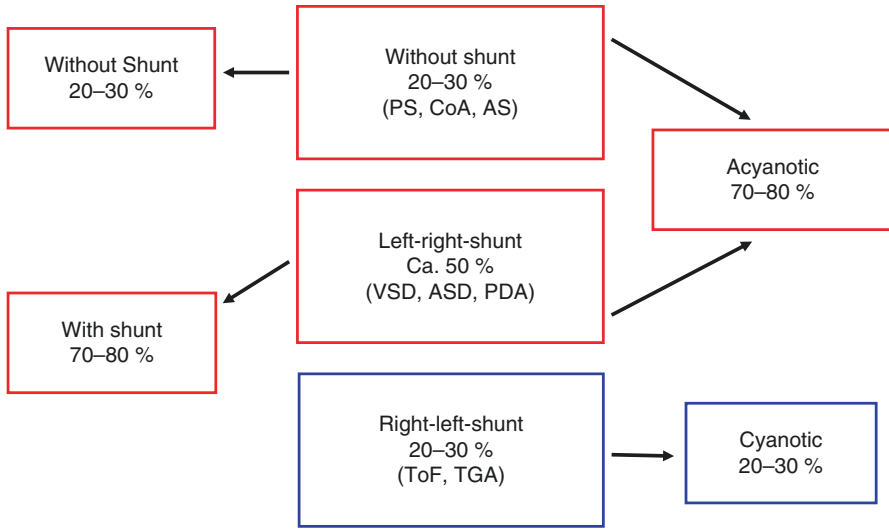 Without Shunt
20–30 %
Without shunt
20–30 %
(PS, CoA, AS)
Acyanotic
70–80 %
Left-right-shunt
Ca. 50 %
(VSD, ASD, PDA)
With shunt
70–80 %
Right-left-shunt
20–30 %
(ToF, TGA)
Cyanotic
20–30 %